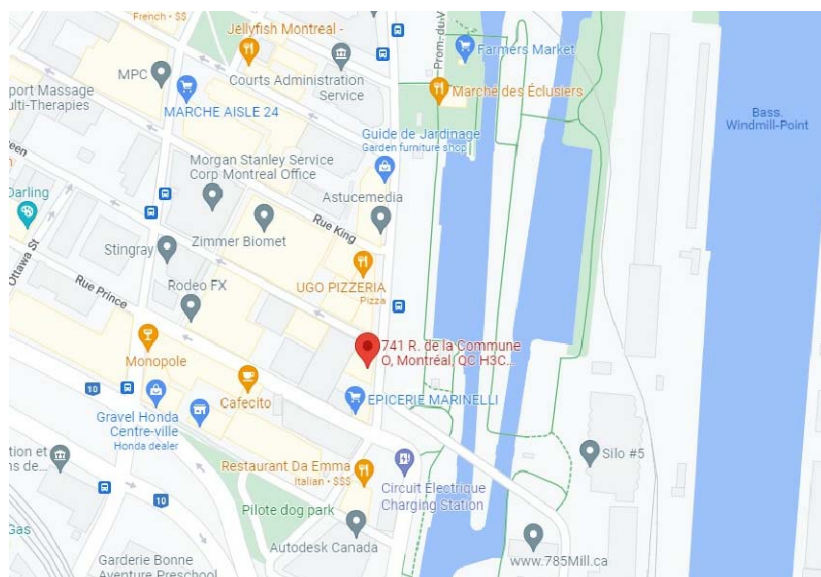 French • $$
Jellyfish Montreal -
Prom. du V
Farmers Market
MPC
Courts Administration
Service
port Massage
ulti-Therapies
MARCHE AISLE 24
Marche des Éclusiers
Bass.
Windmill-Point
Guide de Jardinage
Garden furniture shop
Morgan Stanley Service
Corp Montreal Office
Astucemedia
een
Darling
Rue King
Zimmer Biomet
Stingray
Ottawa St
UGO PIZZERIA
Pizza
Rue Prince
Rodeo FX
741 R. de la Commune
O, Montréal, QC H3C...
Monopole
10
Cafecito
EPICERIE MARINELLI
Gravel Honda
Centre-ville
Honda dealer
Silo #5
tion et
ns de...
Restaurant Da Emma
Italian • $$$
Circuit Electrique
Charging Station
10
Pilote dog park
Gas
Autodesk Canada
www.785Mill.ca
Garderie Bonne
Aventure Preschool